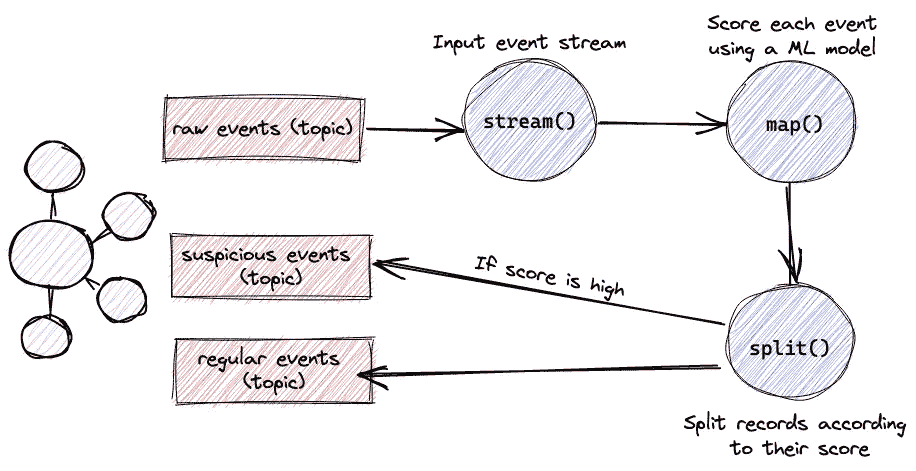 Input event stream
Score each event
using a ML model
raw events (topic)
stream()
map()
suspicious events
(topic)
If score is high
regular events
(topic)
split()
Split records according
to their score